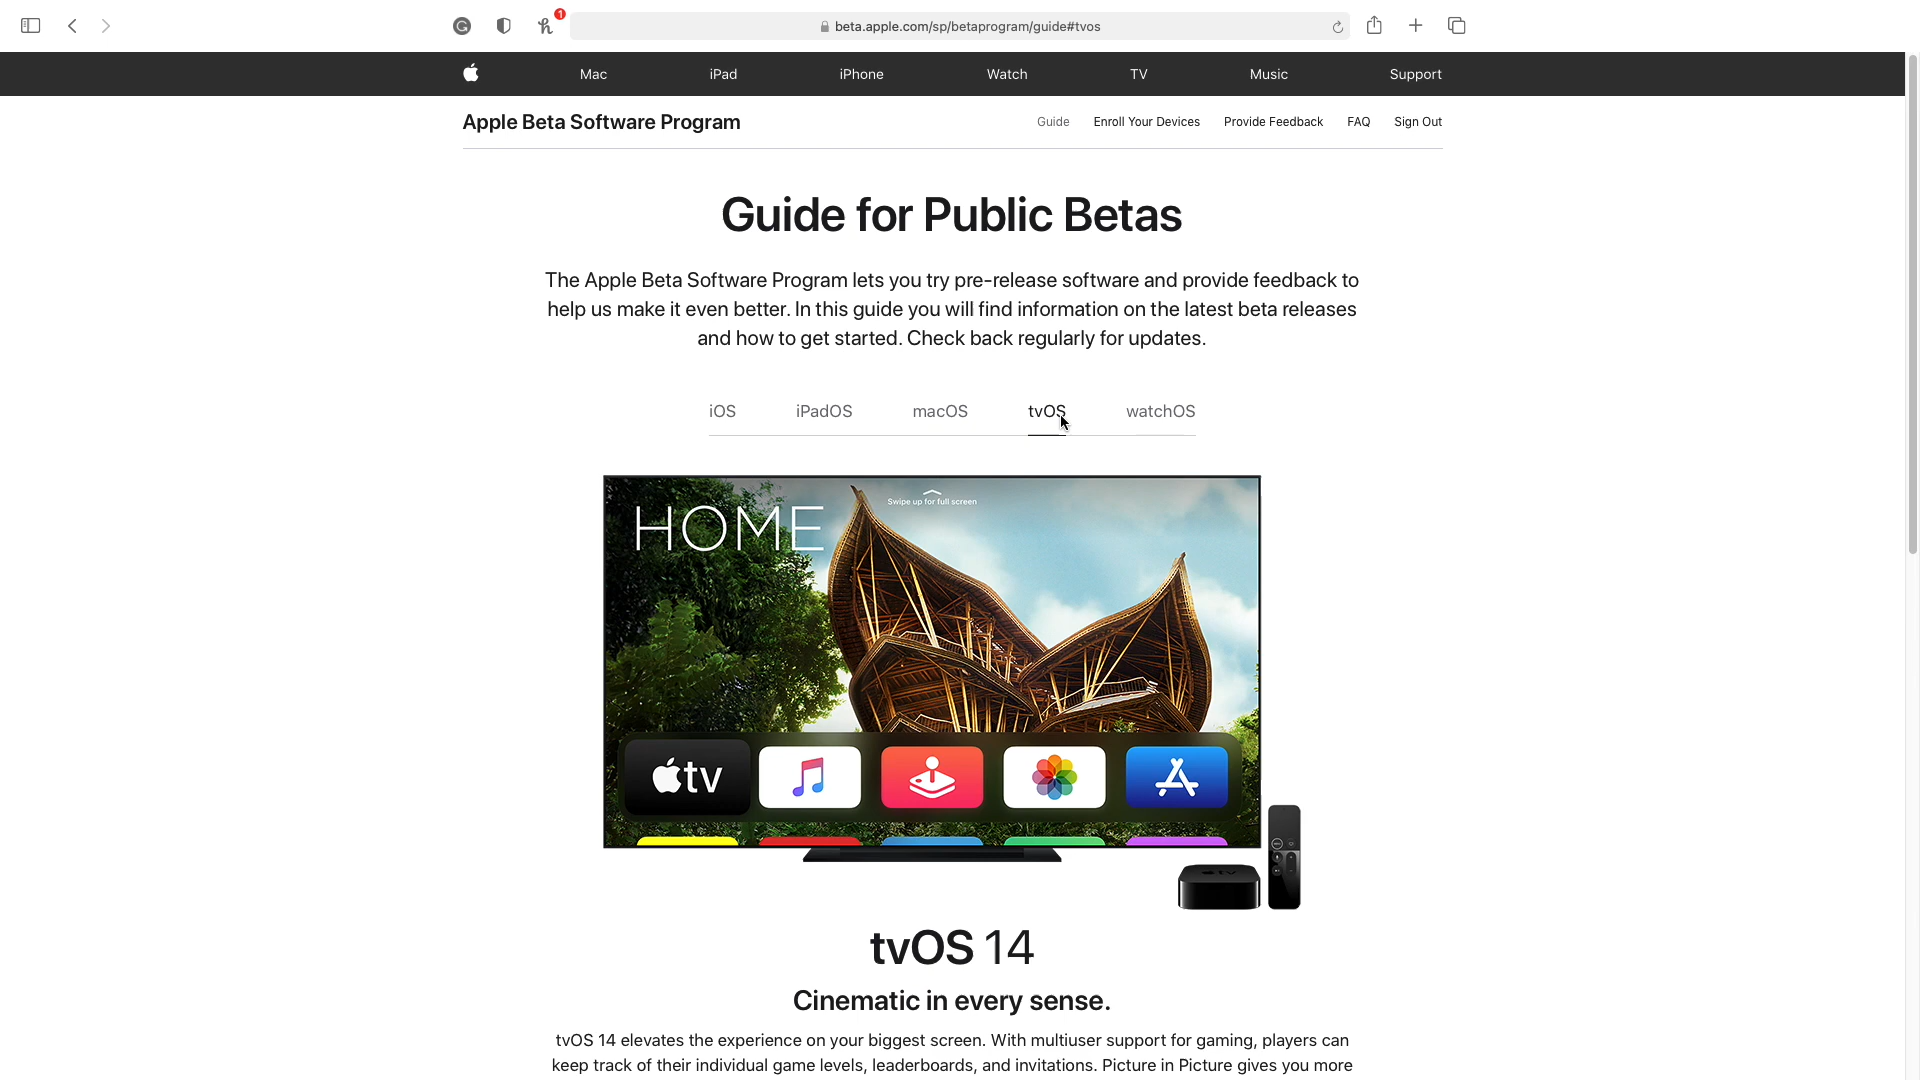 1
beta.apple.com/sp/betaprogram/guide#tvos
Mac iPad iPhone Watch TV Music Support
Apple Beta Software Program
Guide Enroll Your Devices Provide Feedback FAQ Sign Out
Guide for Public Betas
The Apple Beta Software Program lets you try pre-release software and provide feedback to
help us make it even better. In this guide you will find information on the latest beta releases
and how to get started. Check back regularly for updates.
iOS iPadOS macOS tvOS watchOS
Swipe up for full screen
HOME
tv
tvOS 14
Cinematic in every sense.
tvOS 14 elevates the experience on your biggest screen. With multiuser support for gaming, players can
keep track of their individual game levels, leaderboards, and invitations. Picture in Picture gives you more